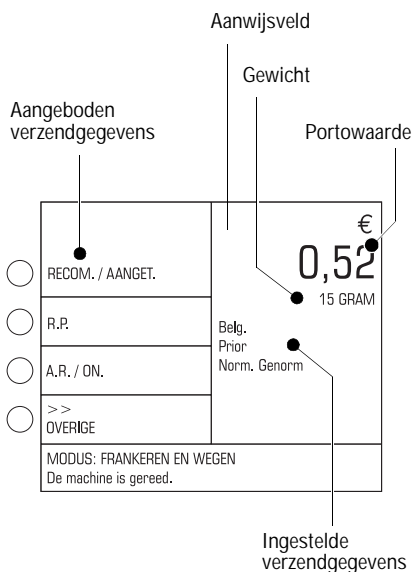 Aanwijsveld
Gewicht
Portowaarde
Aangeboden
verzendgegevens
€
0,52
15 GRAM
RECOM. / AANGET.
R.P.
A.R. / ON.
>>
OVERIGE
Belg.
Prior
Norm. Genorm
MODUS: FRANKEREN EN WEGEN
De machine is gereed.
Ingestelde
verzendgegevens